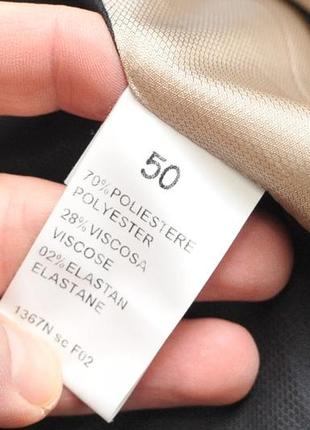 50
70%POLIESTERE
POLYESTER
28%VISCOSA
VISCOSE
02%ELASTAN
ELASTANE
1367N sc F02